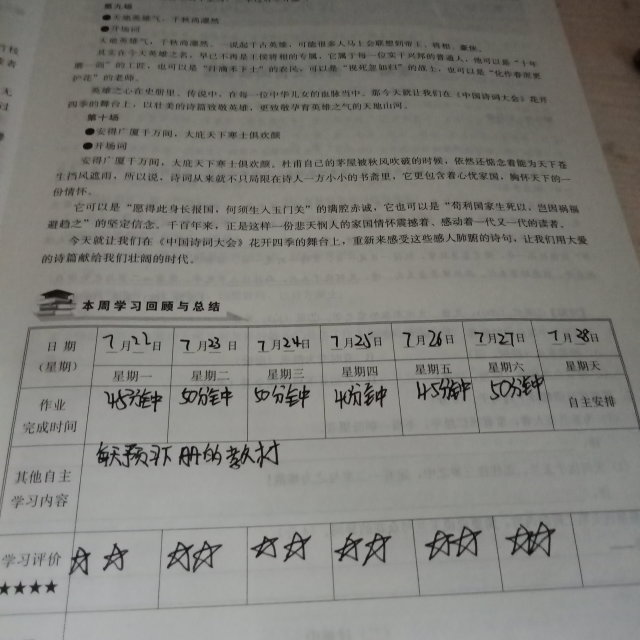 第九场
●天地英雄气，千秋尚凛然
●开场词
天地英雄气，千秋尚凛然。一说起千古英雄，可能很多人马上会联想到帝王、将相、豪侠。
其实在今天英雄之名，早已不再是王侯将相的专属，它属于每一位实干兴邦的普通人，他可以是“十年
磨一剑”的工匠，也可以是“汗滴禾下土”的农民，可以是“视死忽如归”的战士，也可以是“化作春泥更
护花”的老师。
英雄之心在史册里、传说中，在每一位中华儿女的血脉当中。那今天就让我们在《中国诗词大会》花开
四季的舞台上，以壮美的诗篇致敬英雄，更致敬孕育英雄之气的天地山河。
第十场
●安得广厦千万间，大庇天下寒士俱欢颜
●开场词
安得广厦千万间，大庇天下寒士俱欢颜。杜甫自己的茅屋被秋风吹破的时候，依然还惦念着能为天下苍
生挡风遮雨，所以说，诗词从来就不只局限在诗人一方小小的书斋里，它更包含着心忧家国，胸怀天下的一
份情怀。
它可以是“愿得此身长报国，何须生入玉门关”的满腔赤诚，它也可以是“苟利国家生死以，岂因祸福
避趋之”的坚定信念。千百年来，正是这样一份悲天悯人的家国情怀震撼着、感动着一代又一代的读者。
今天就让我们在《中国诗词大会》花开四季的舞台上，重新来感受这些感人肺腑的诗句，让我们用大爱
的诗篇献给我们壮阔的时代。
本周学习回顾与总结
日期 7月22日 7月23日 7月24日 7月25日 7月26日 7月27日 7月28日
（星期） 星期一 星期二 星期三 星期四 星期五 星期六 星期天
作业 45分钟 50分钟 50分钟 40分钟 45分钟 50分钟 自主安排
完成时间
每天预习下册的教材
其他自主
学习内容
学习评价 ☆☆ ☆☆ ☆☆ ☆☆ ☆☆ ☆☆
★★★★